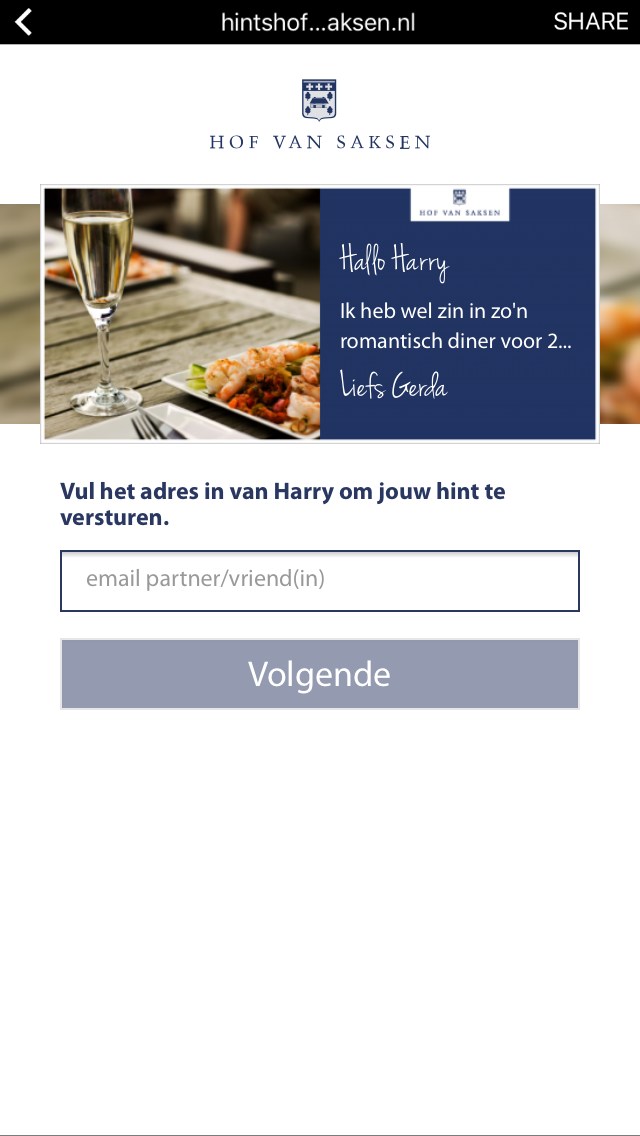 hintshof...aksen.nl
SHARE
HOF VAN SAKSEN
HOF VAN SAKSEN
Hallo Harry
Ik heb wel zin in zo'n
romantisch diner voor 2...
Liefs Gerda
Vul het adres in van Harry om jouw hint te
versturen.
email partner/vriend(in)
Volgende